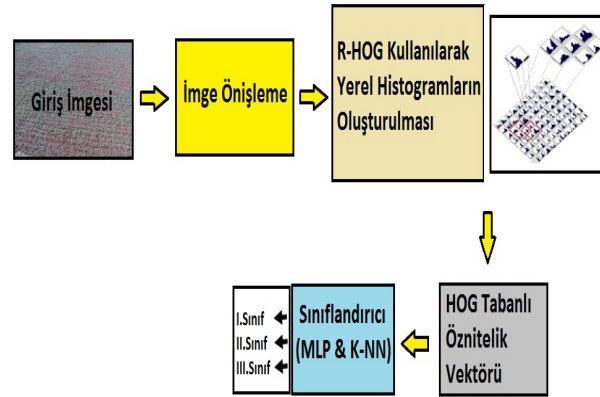 Giriş İmgesi
İmge Önişleme
R-HOG Kullanılarak
Yerel Histogramların
Oluşturulması
HOG Tabanlı
Öznitelik
Vektörü
Sınıflandırıcı
(MLP & K-NN)
I.Sınıf
II.Sınıf
III.Sınıf